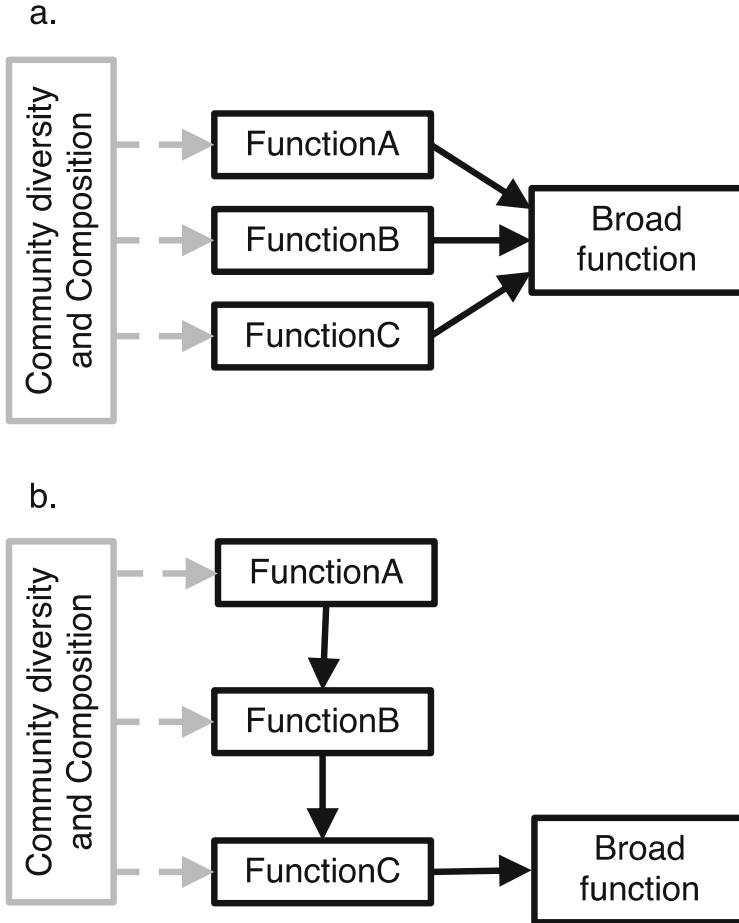 a.
Community diversity
and Composition
FunctionA
FunctionB
FunctionC
Broad
function
b.
Community diversity
and Composition
FunctionA
FunctionB
FunctionC
Broad
function